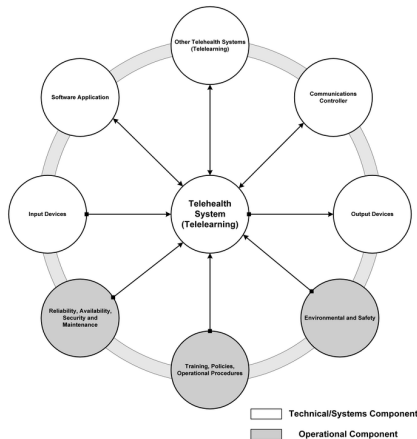 Other Telehealth Systems
(Telelearning)
Software Application
Communications
Controller
Input Devices
Telehealth
System
(Telelearning)
Output Devices
Reliability, Availability,
Security and
Maintenance
Environmental and Safety
Training, Policies,
Operational Procedures
Technical/Systems Component
Operational Component